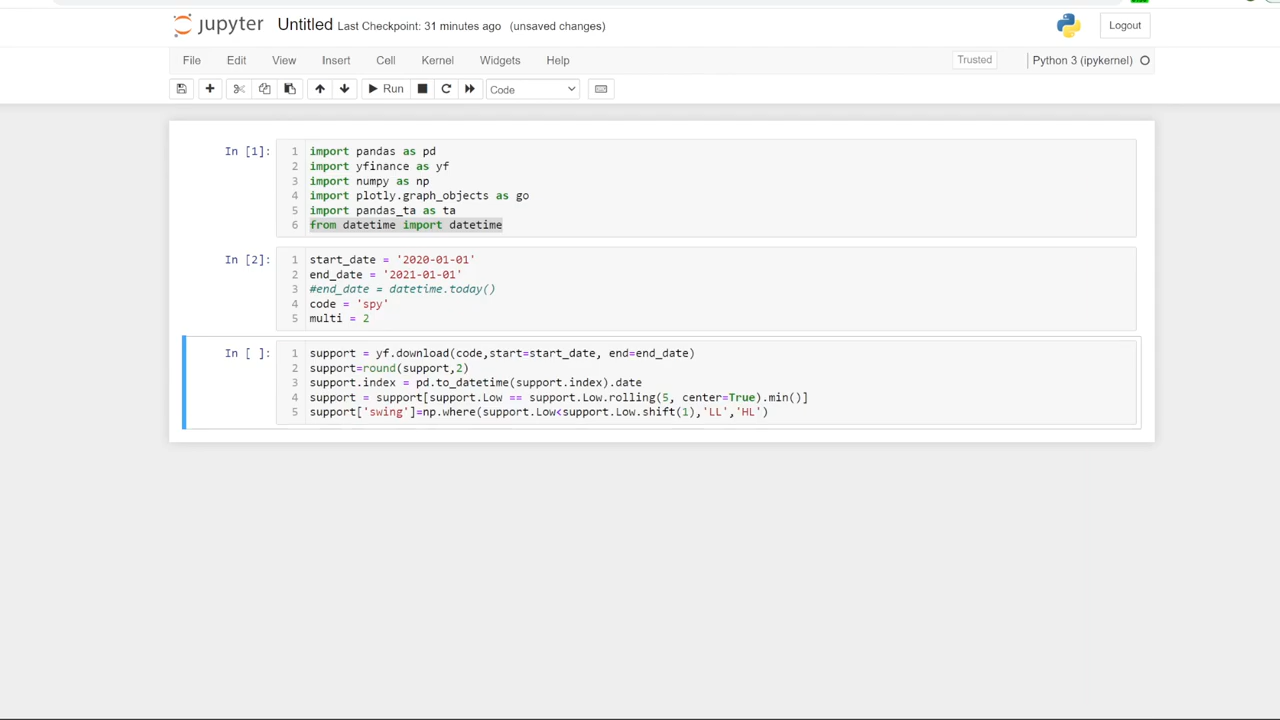 jupyter Untitled Last Checkpoint: 31 minutes ago (unsaved changes) Logout
File Edit View Insert Cell Kernel Widgets Help Trusted Python 3 (ipykernel)
Run Code
In [1]:
1 import pandas as pd
2 import yfinance as yf
3 import numpy as np
4 import plotly.graph_objects as go
5 import pandas_ta as ta
6 from datetime import datetime
In [2]:
1 start_date = '2020-01-01'
2 end_date = '2021-01-01'
3 #end_date = datetime.today()
4 code = 'spy'
5 multi = 2
In [ ]:
1 support = yf.download(code,start=start_date, end=end_date)
2 support=round(support,2)
3 support.index = pd.to_datetime(support.index).date
4 support = support[support.Low == support.Low.rolling(5, center=True).min()]
5 support['swing']=np.where(support.Low<support.Low.shift(1),'LL','HL')